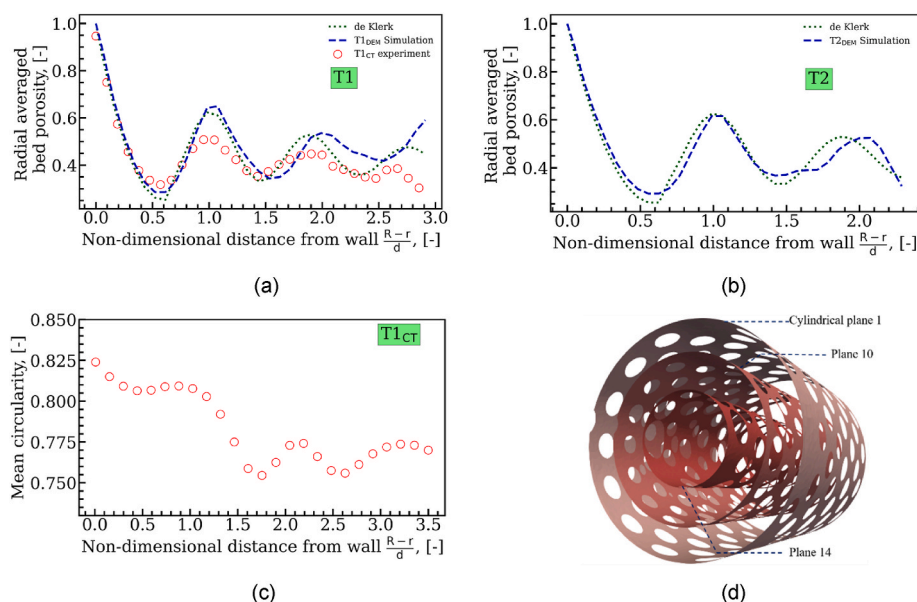 (a)
Radial averaged
bed porosity, [-]
1.0
0.8
0.6
0.4
de Klerk
T1DEM Simulation
T1CT experiment
T1
0.0 0.5 1.0 1.5 2.0 2.5 3.0
Non-dimensional distance from wall R−r/d, [-]
(a)
(b)
Radial averaged
bed porosity, [-]
1.0
0.8
0.6
0.4
de Klerk
T2DEM Simulation
T2
0.0 0.5 1.0 1.5 2.0
Non-dimensional distance from wall R−r/d, [-]
(b)
Mean circularity, [-]
0.850
0.825
0.800
0.775
0.750
T1CT
0.0 0.5 1.0 1.5 2.0 2.5 3.0 3.5
Non-dimensional distance from wall R−r/d, [-]
(c)
Cylindrical plane 1
Plane 10
Plane 14
(d)